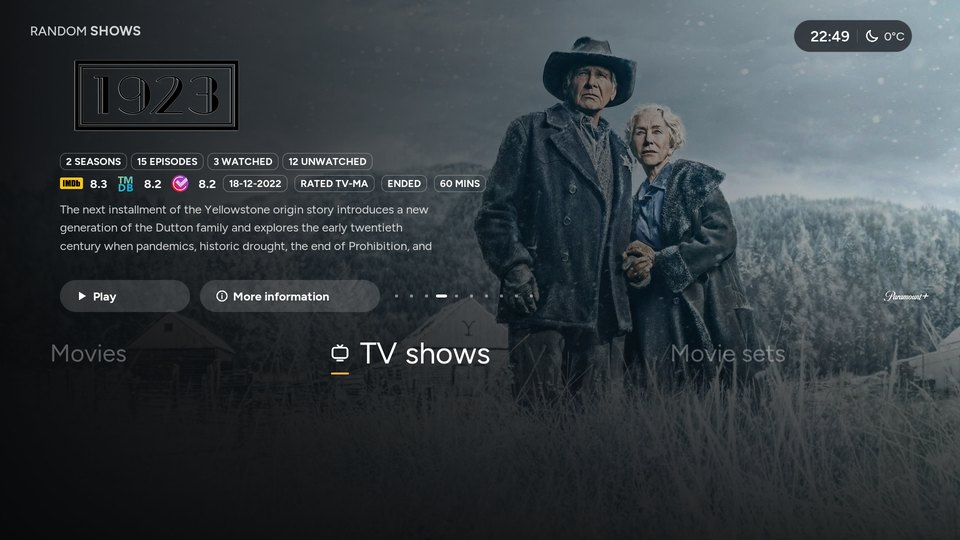 RANDOM SHOWS
22:49 0°C
1923
2 SEASONS 15 EPISODES 3 WATCHED 12 UNWATCHED
IMDb 8.3 TMDB 8.2 8.2 18-12-2022 RATED TV-MA ENDED 60 MINS
The next installment of the Yellowstone origin story introduces a new
generation of the Dutton family and explores the early twentieth
century when pandemics, historic drought, the end of Prohibition, and
Play More information
Paramount+
Movies TV shows Movie sets